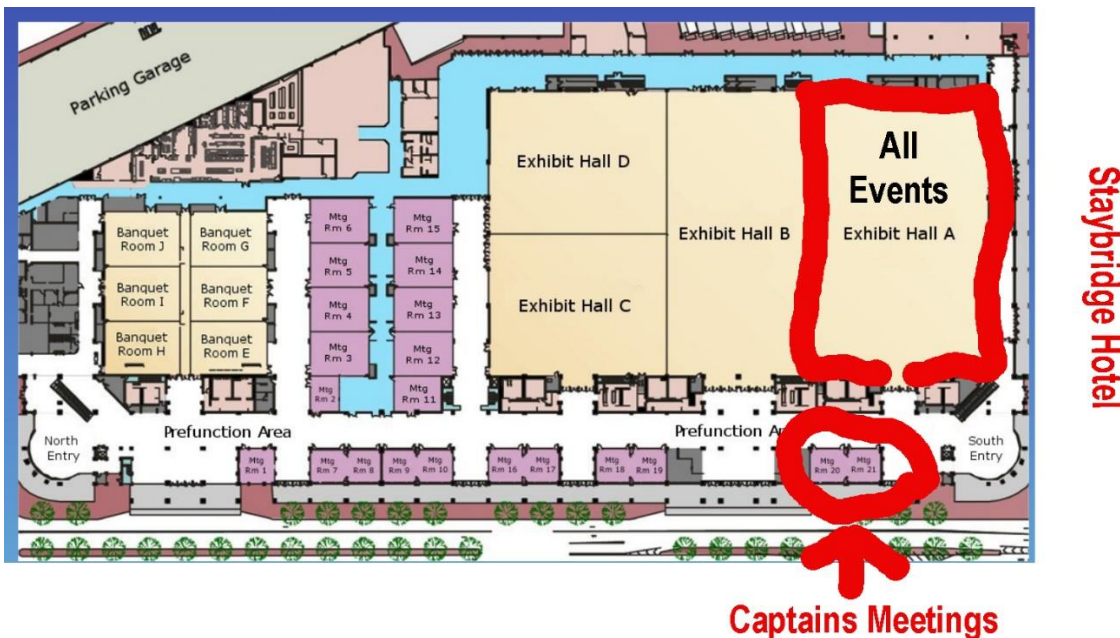 Parking Garage
All
Events
Exhibit Hall A
Exhibit Hall B
Exhibit Hall D
Exhibit Hall C
Banquet
Room J
Banquet
Room G
Banquet
Room I
Banquet
Room F
Banquet
Room H
Banquet
Room E
Mtg
Rm 6
Mtg
Rm 15
Mtg
Rm 5
Mtg
Rm 14
Mtg
Rm 4
Mtg
Rm 13
Mtg
Rm 3
Mtg
Rm 12
Mtg
Rm 2
Mtg
Rm 11
Staybridge Hotel
North
Entry
Prefunction Area
Prefunction A
South
Entry
Mtg
Rm 1
Mtg
Rm 7
Mtg
Rm 8
Mtg
Rm 9
Mtg
Rm 10
Mtg
Rm 16
Mtg
Rm 17
Mtg
Rm 18
Mtg
Rm 19
Mtg
Rm 20
Mtg
Rm 21
Captains Meetings